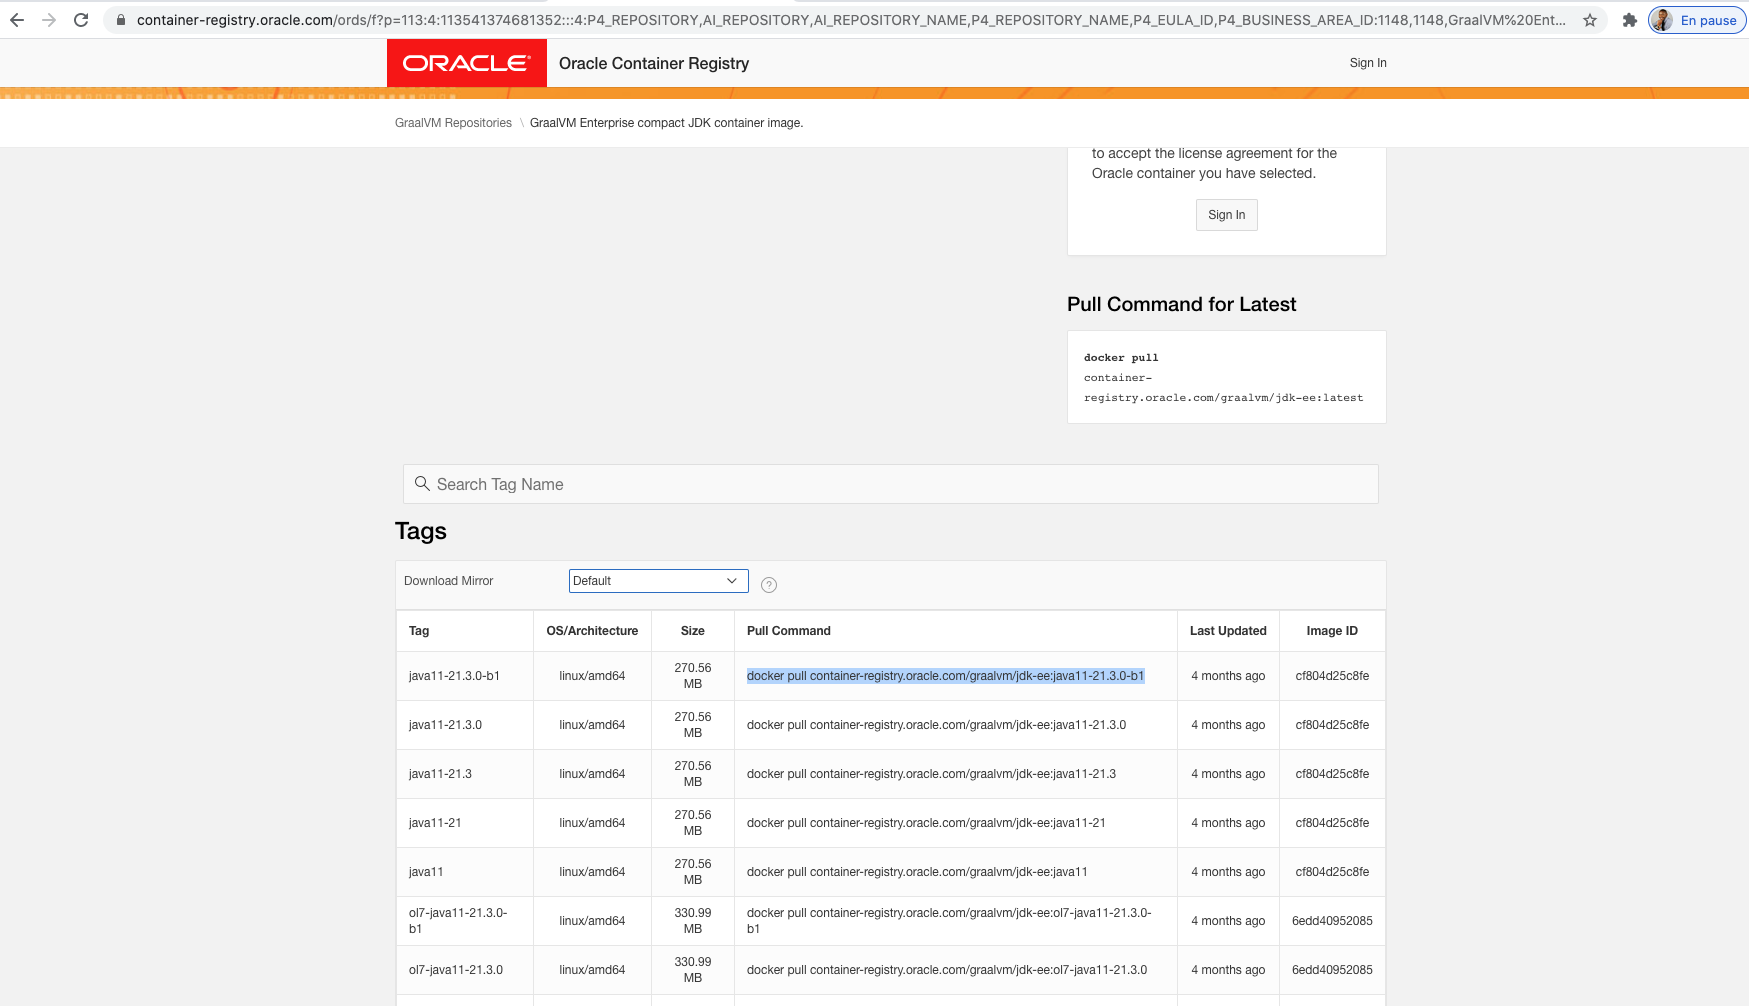 container-registry.oracle.com/ords/f?p=113:4:113541374681352:::4:P4_REPOSITORY,AI_REPOSITORY,AI_REPOSITORY_NAME,P4_REPOSITORY_NAME,P4_EULA_ID,P4_BUSINESS_AREA_ID:1148,1148,GraalVM%20Ent...
En pause
ORACLE
Oracle Container Registry
Sign In
GraalVM Repositories \ GraalVM Enterprise compact JDK container image.
to accept the license agreement for the
Oracle container you have selected.
Sign In
Pull Command for Latest
docker pull
container-
registry.oracle.com/graalvm/jdk-ee:latest
Search Tag Name
Tags
Download Mirror Default ?
Tag OS/Architecture Size Pull Command Last Updated Image ID
java11-21.3.0-b1 linux/amd64 270.56 MB docker pull container-registry.oracle.com/graalvm/jdk-ee:java11-21.3.0-b1 4 months ago cf804d25c8fe
java11-21.3.0 linux/amd64 270.56 MB docker pull container-registry.oracle.com/graalvm/jdk-ee:java11-21.3.0 4 months ago cf804d25c8fe
java11-21.3 linux/amd64 270.56 MB docker pull container-registry.oracle.com/graalvm/jdk-ee:java11-21.3 4 months ago cf804d25c8fe
java11-21 linux/amd64 270.56 MB docker pull container-registry.oracle.com/graalvm/jdk-ee:java11-21 4 months ago cf804d25c8fe
java11 linux/amd64 270.56 MB docker pull container-registry.oracle.com/graalvm/jdk-ee:java11 4 months ago cf804d25c8fe
ol7-java11-21.3.0-b1 linux/amd64 330.99 MB docker pull container-registry.oracle.com/graalvm/jdk-ee:ol7-java11-21.3.0-b1 4 months ago 6edd40952085
ol7-java11-21.3.0 linux/amd64 330.99 MB docker pull container-registry.oracle.com/graalvm/jdk-ee:ol7-java11-21.3.0 4 months ago 6edd40952085